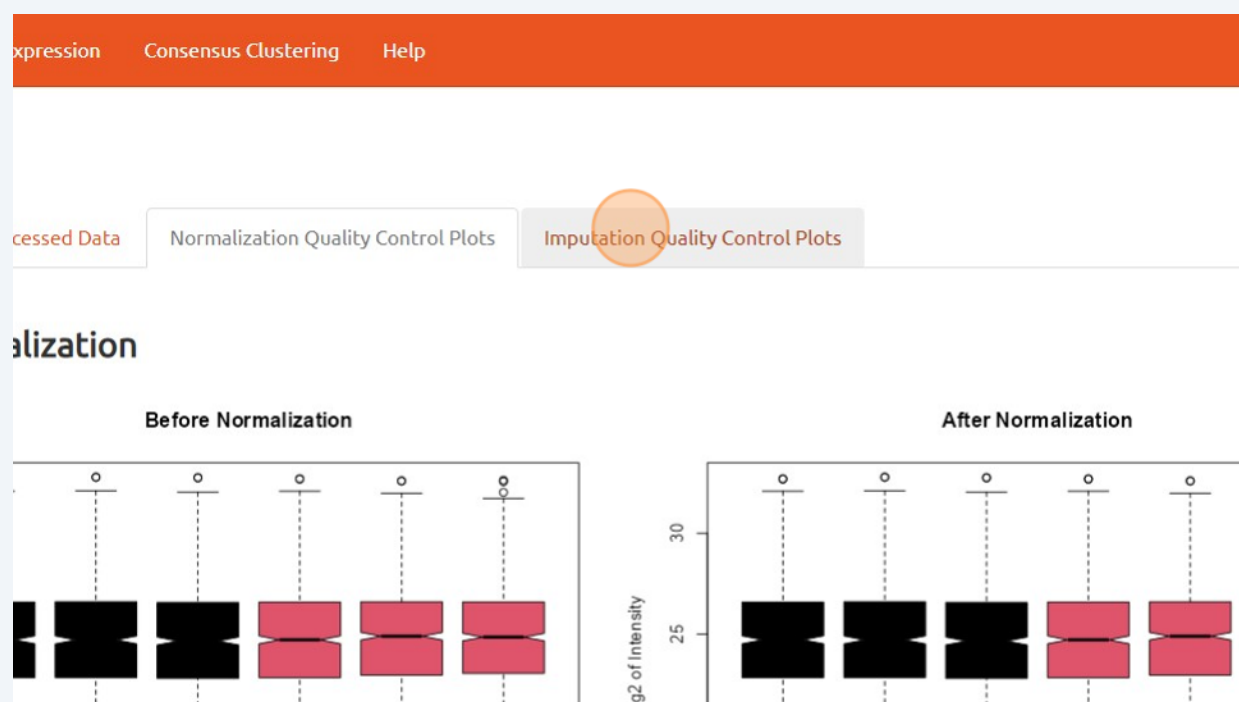 xpression Consensus Clustering Help
cessed Data Normalization Quality Control Plots Imputation Quality Control Plots
alization
Before Normalization After Normalization
30
25
g2 of Intensity